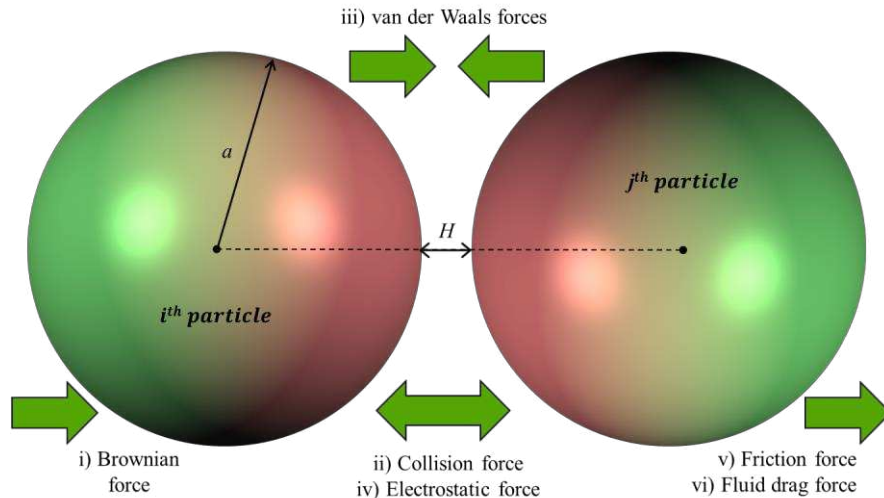 iii) van der Waals forces
a
H
jth particle
ith particle
i) Brownian
force
ii) Collision force
iv) Electrostatic force
v) Friction force
vi) Fluid drag force